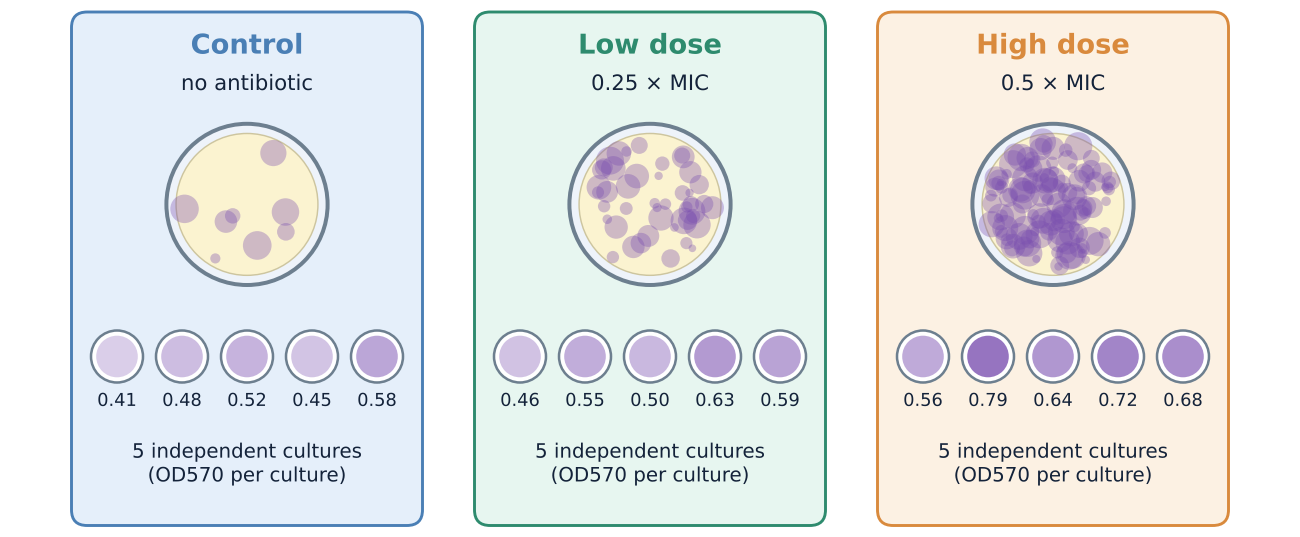 Control
no antibiotic
0.41 0.48 0.52 0.45 0.58
5 independent cultures
(OD570 per culture)
Low dose
0.25 × MIC
0.46 0.55 0.50 0.63 0.59
5 independent cultures
(OD570 per culture)
High dose
0.5 × MIC
0.56 0.79 0.64 0.72 0.68
5 independent cultures
(OD570 per culture)